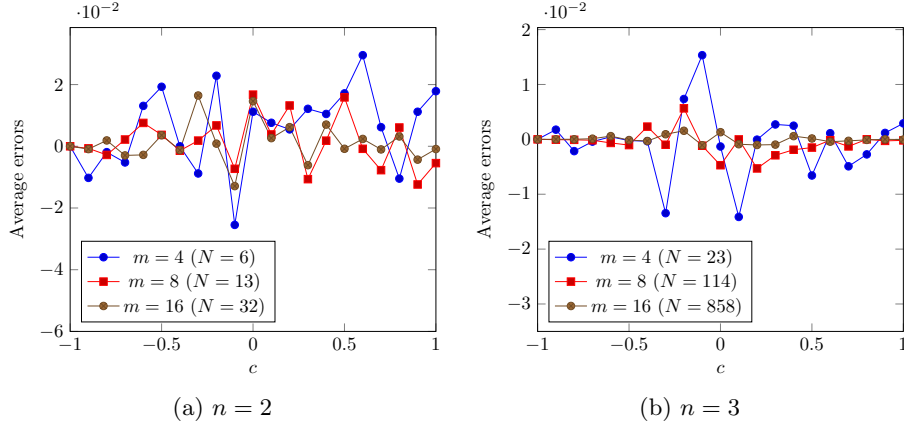 ·10⁻²
2
0
−2
−4
−6
−1
−0.5
0
0.5
1
c
Average errors
m = 4 (N = 6)
m = 8 (N = 13)
m = 16 (N = 32)
(a) n = 2
·10⁻²
2
1
0
−1
−2
−3
−1
−0.5
0
0.5
1
c
Average errors
m = 4 (N = 23)
m = 8 (N = 114)
m = 16 (N = 858)
(b) n = 3